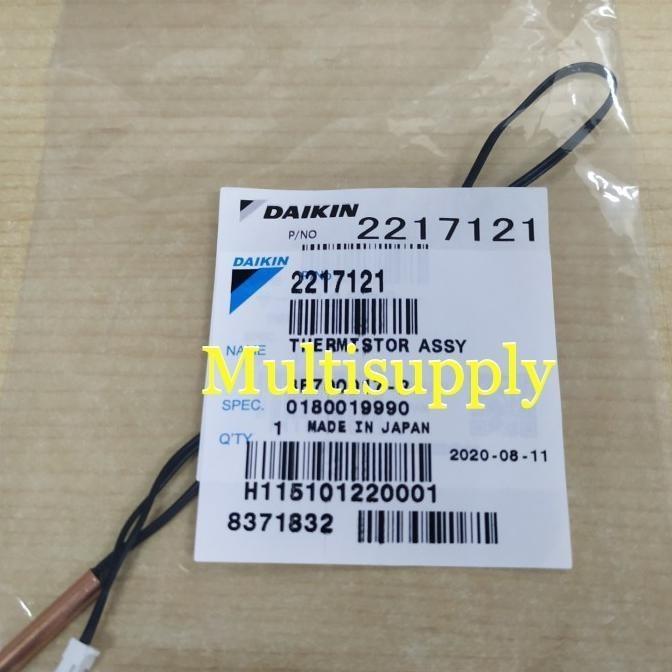 DAIKIN
P/NO 2217121
DAIKIN
2217121
NAME THERMISTOR ASSY
Multisupply
SPEC. 0180019990
Q'TY 1 MADE IN JAPAN
2020-08-11
H115101220001
8371832